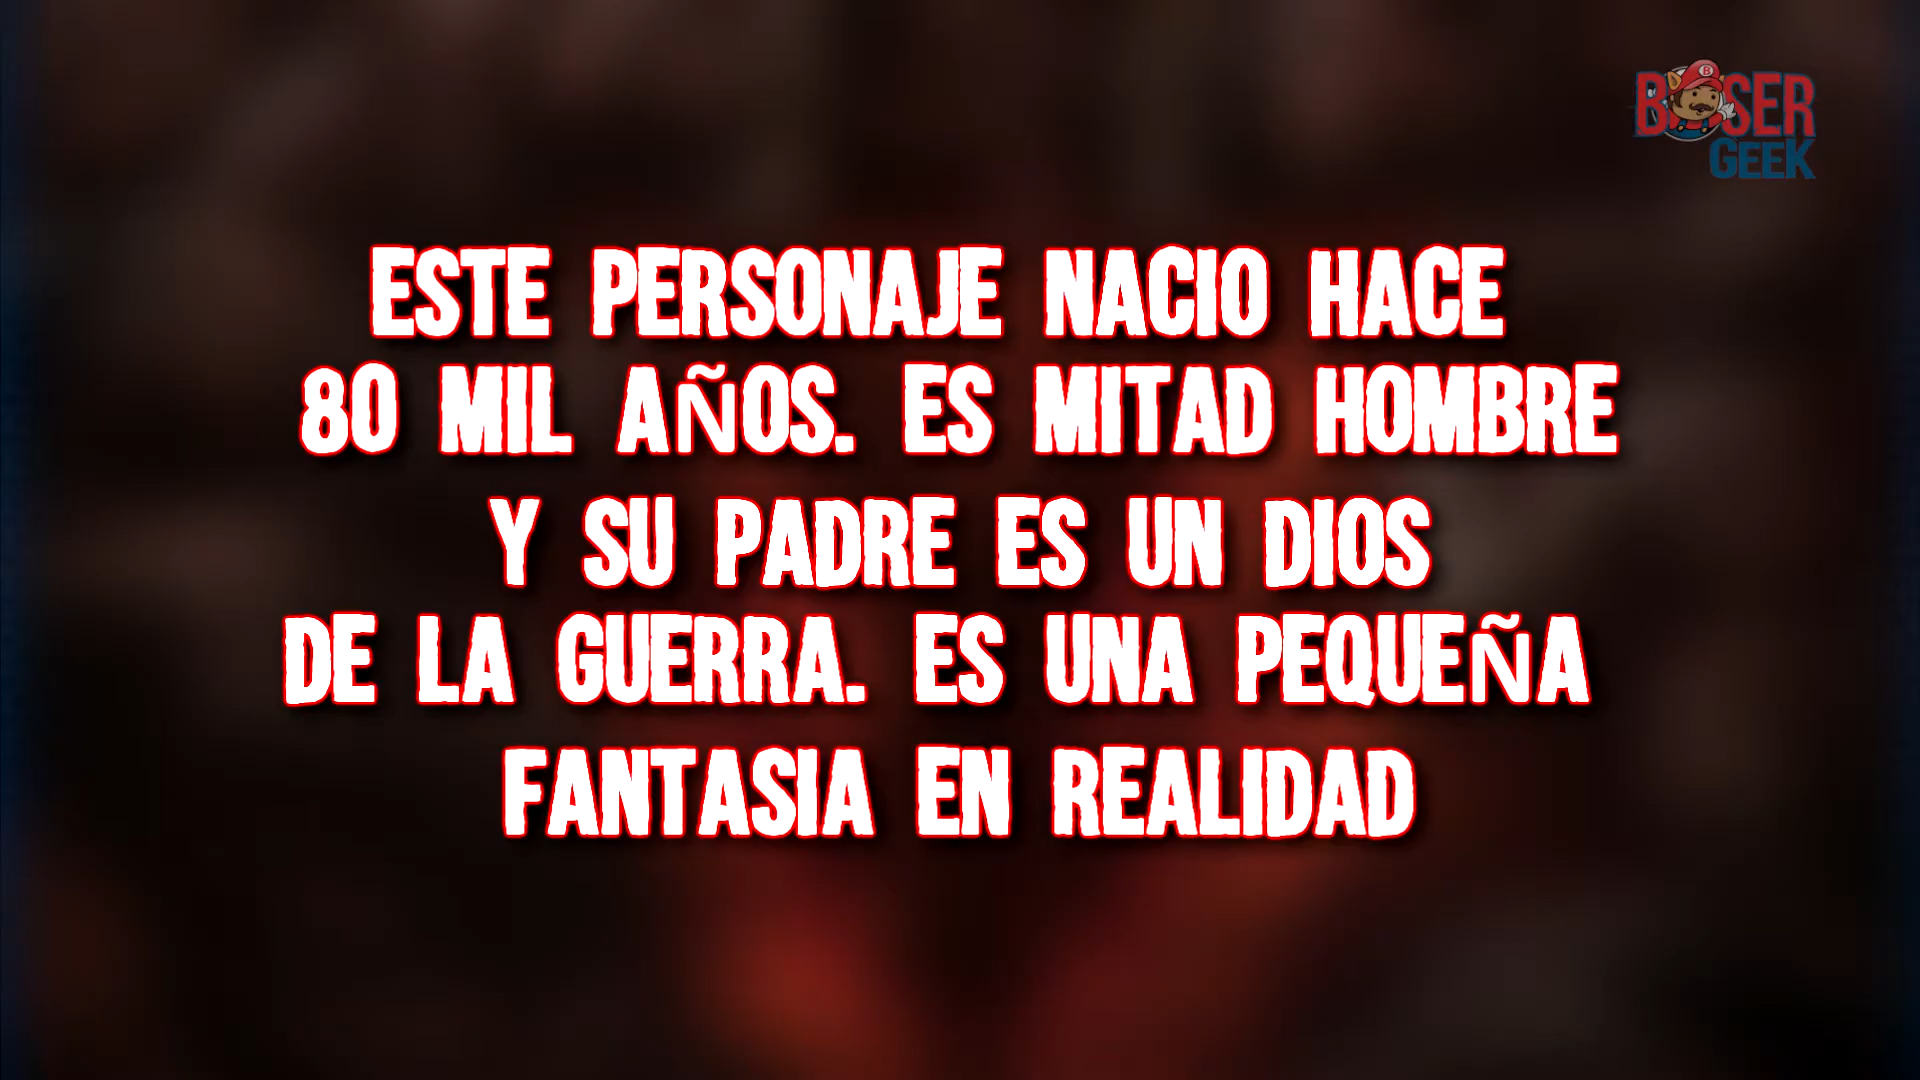 BOSER
GEEK
ESTE PERSONAJE NACIO HACE
80 MIL AÑOS. ES MITAD HOMBRE
Y SU PADRE ES UN DIOS
DE LA GUERRA. ES UNA PEQUEÑA
FANTASIA EN REALIDAD